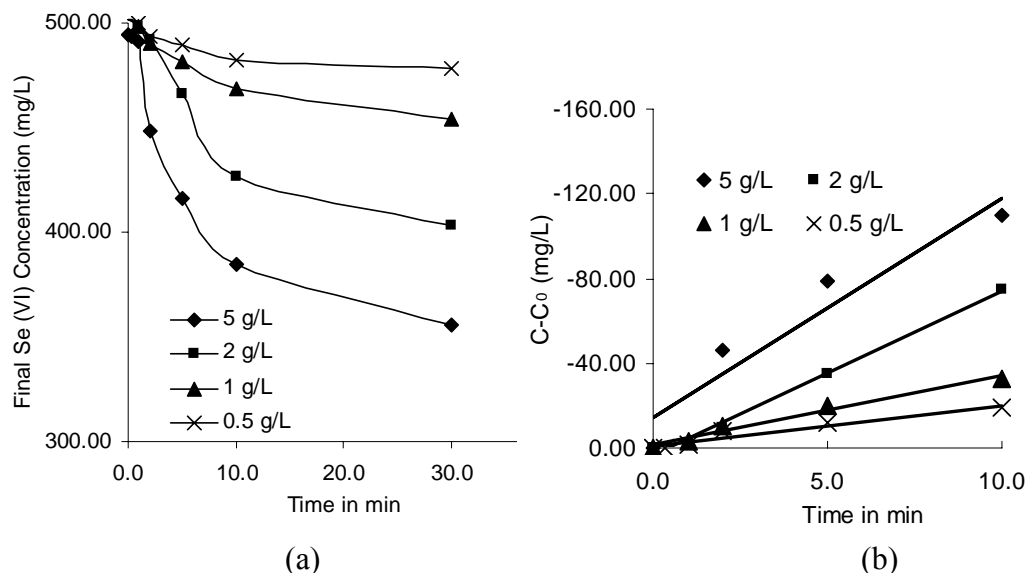 500.00
400.00
300.00
Final Se (VI) Concentration (mg/L)
5 g/L
2 g/L
1 g/L
0.5 g/L
0.0 10.0 20.0 30.0
Time in min
(a)
-160.00
-120.00
-80.00
-40.00
0.00
C-C₀ (mg/L)
5 g/L 2 g/L
1 g/L 0.5 g/L
0.0 5.0 10.0
Time in min
(b)